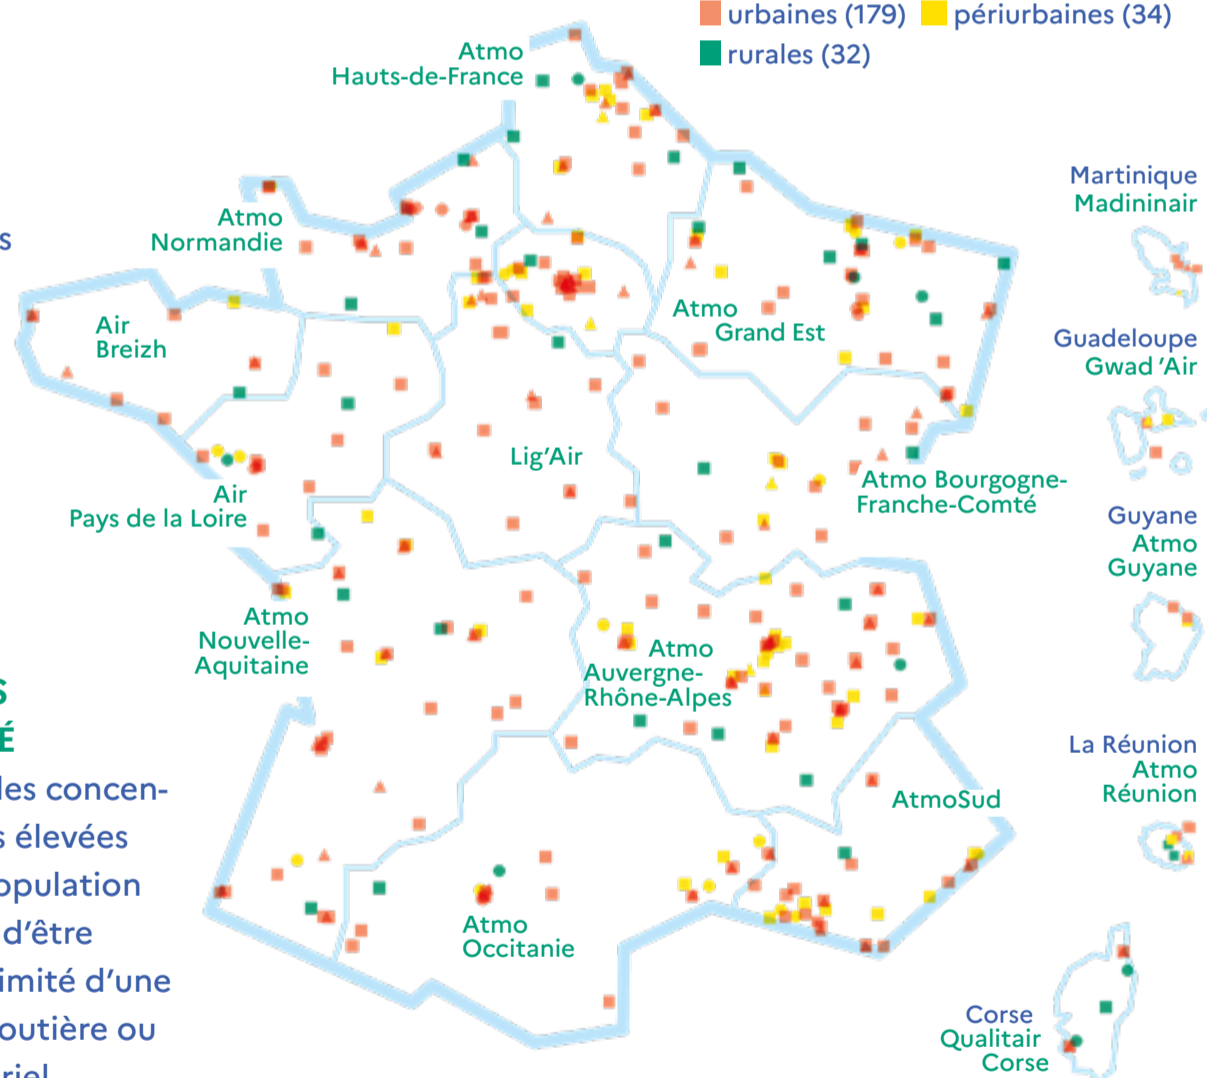 urbaines (179) périurbaines (34)
rurales (32)
Atmo
Hauts-de-France
Martinique
Madininair
Atmo
Normandie
s
Atmo
Grand Est
Air
Breizh
Guadeloupe
Gwad ‘Air
Lig’Air
Air
Pays de la Loire
Atmo Bourgogne-
Franche-Comté
Guyane
Atmo
Guyane
Atmo
Nouvelle-
Aquitaine
Atmo
Auvergne-
Rhône-Alpes
La Réunion
Atmo
Réunion
AtmoSud
Atmo
Occitanie
Corse
Qualitair
Corse
S
É
les concen-
s élevées
opulation
d’être
imité d’une
outière ou
riel